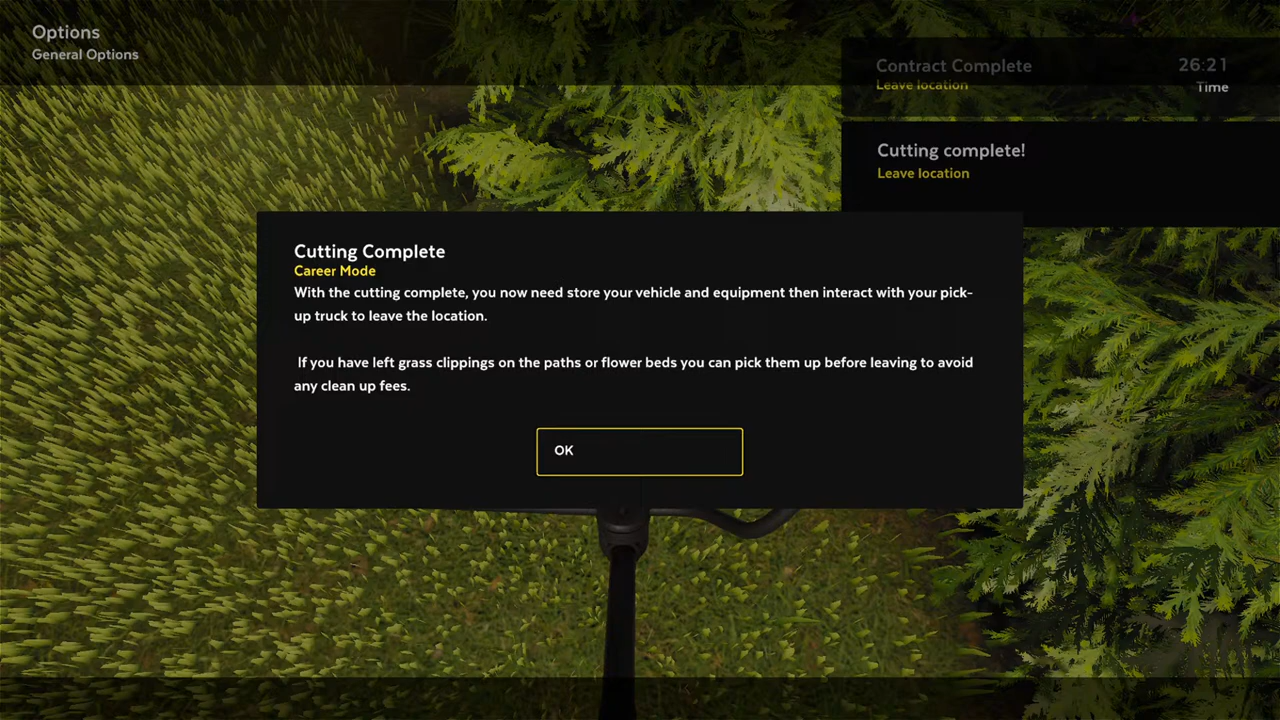 Options
General Options
Contract Complete
26:21
Leave location
Time
Cutting complete!
Leave location
Cutting Complete
Career Mode
With the cutting complete, you now need store your vehicle and equipment then interact with your pick-
up truck to leave the location.
If you have left grass clippings on the paths or flower beds you can pick them up before leaving to avoid
any clean up fees.
OK